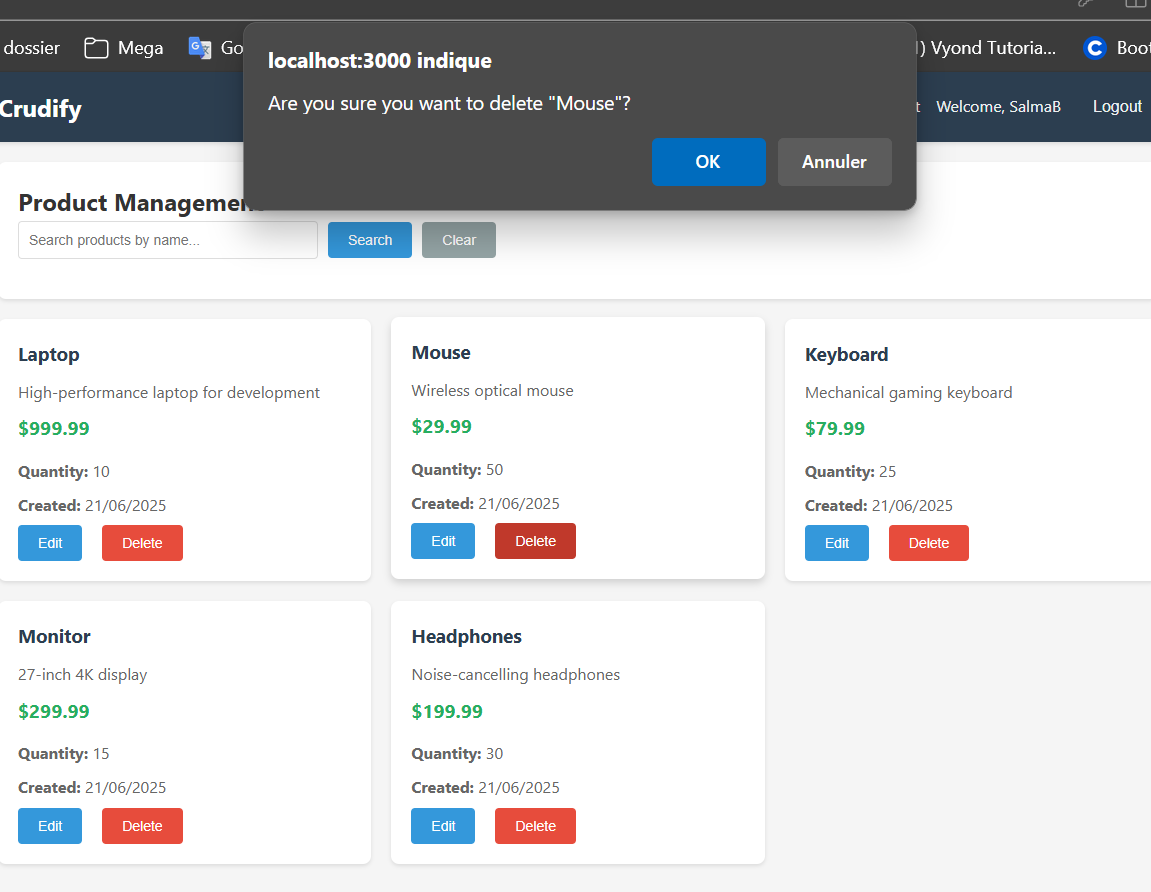 dossier Mega Go
) Vyond Tutoria...
localhost:3000 indique
Are you sure you want to delete "Mouse"?
OK Annuler
Crudify
Welcome, SalmaB Logout
Product Management
Search products by name... Search Clear
Laptop
High-performance laptop for development
$999.99
Quantity: 10
Created: 21/06/2025
Edit Delete
Mouse
Wireless optical mouse
$29.99
Quantity: 50
Created: 21/06/2025
Edit Delete
Keyboard
Mechanical gaming keyboard
$79.99
Quantity: 25
Created: 21/06/2025
Edit Delete
Monitor
27-inch 4K display
$299.99
Quantity: 15
Created: 21/06/2025
Edit Delete
Headphones
Noise-cancelling headphones
$199.99
Quantity: 30
Created: 21/06/2025
Edit Delete